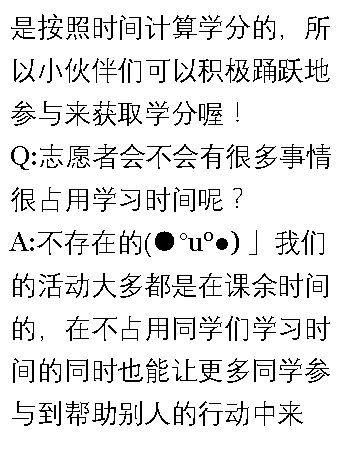 是按照时间计算学分的，所
以小伙伴们可以积极踊跃地
参与来获取学分喔！
Q:志愿者会不会有很多事情
很占用学习时间呢？
A:不存在的(●°uº●)」我们
的活动大多都是在课余时间
的，在不占用同学们学习时
间的同时也能让更多同学参
与到帮助别人的行动中来